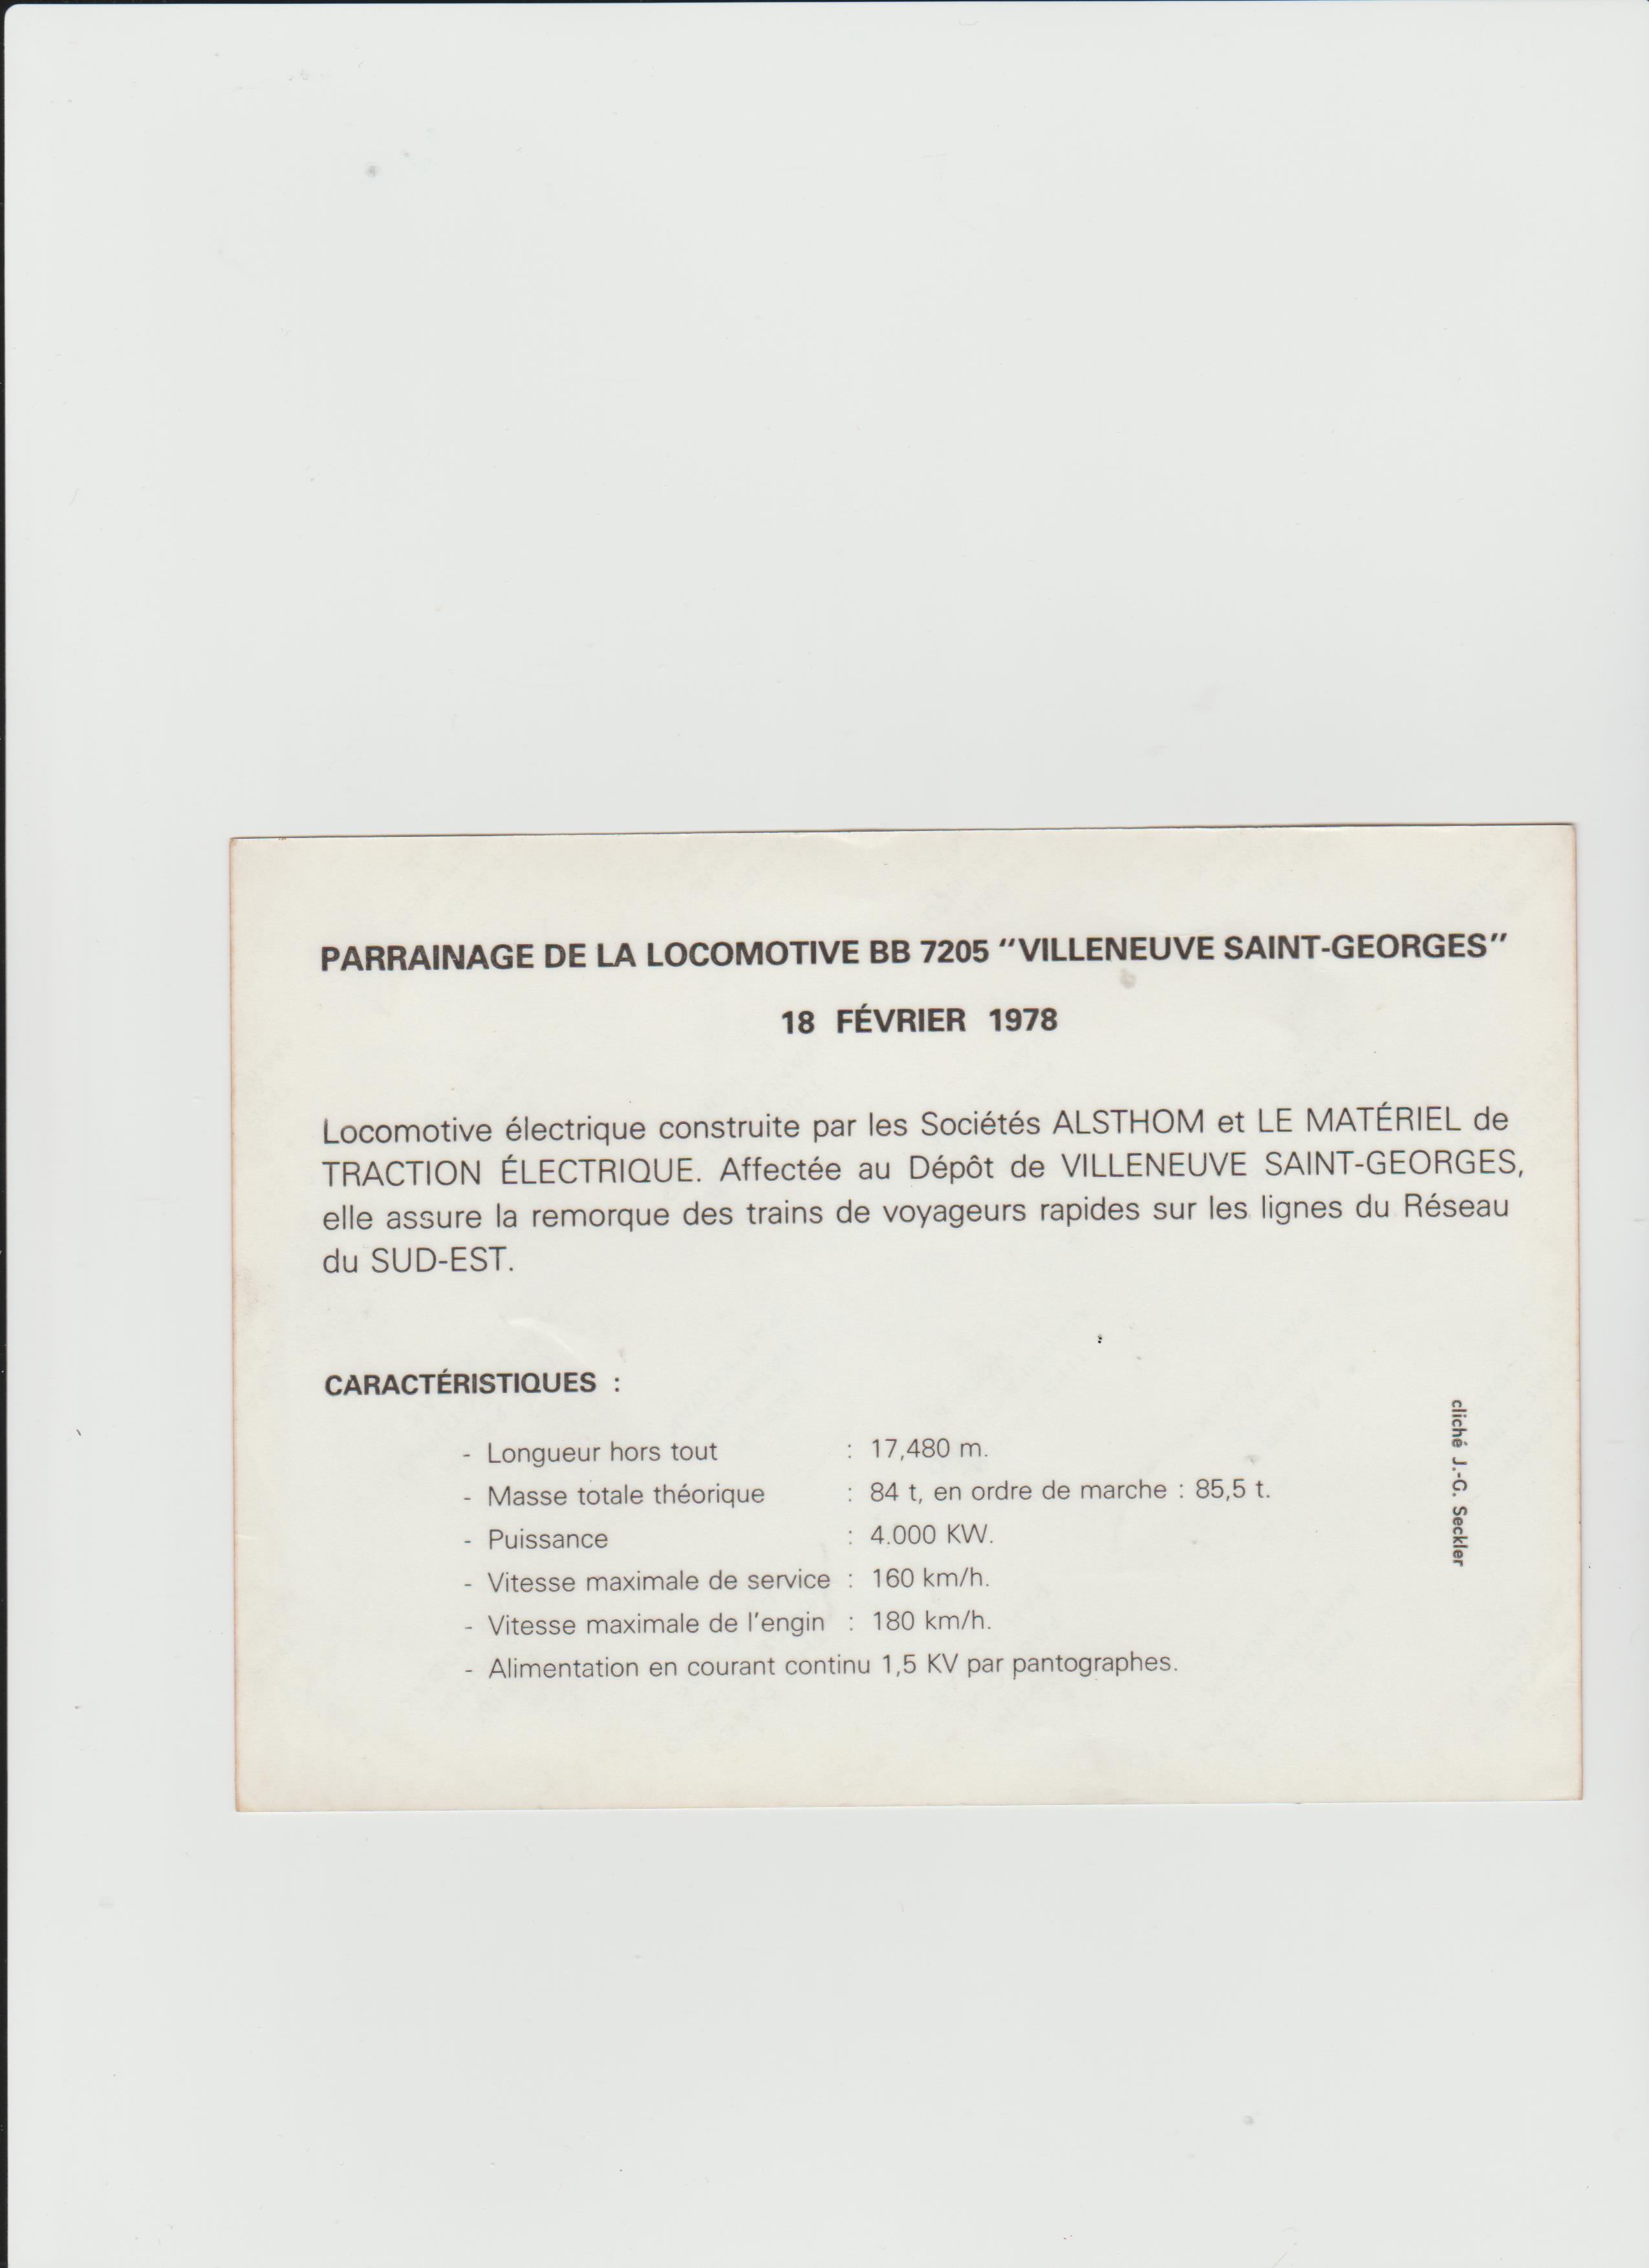 PARRAINAGE DE LA LOCOMOTIVE BB 7205 "VILLENEUVE SAINT-GEORGES"
18 FÉVRIER 1978
Locomotive électrique construite par les Sociétés ALSTHOM et LE MATÉRIEL de
TRACTION ÉLECTRIQUE. Affectée au Dépôt de VILLENEUVE SAINT-GEORGES,
elle assure la remorque des trains de voyageurs rapides sur les lignes du Réseau
du SUD-EST.
CARACTÉRISTIQUES :
- Longueur hors tout : 17,480 m.
- Masse totale théorique : 84 t, en ordre de marche : 85,5 t.
- Puissance : 4.000 KW.
- Vitesse maximale de service : 160 km/h.
- Vitesse maximale de l'engin : 180 km/h.
- Alimentation en courant continu 1,5 KV par pantographes.
cliché J.-G. Seckler